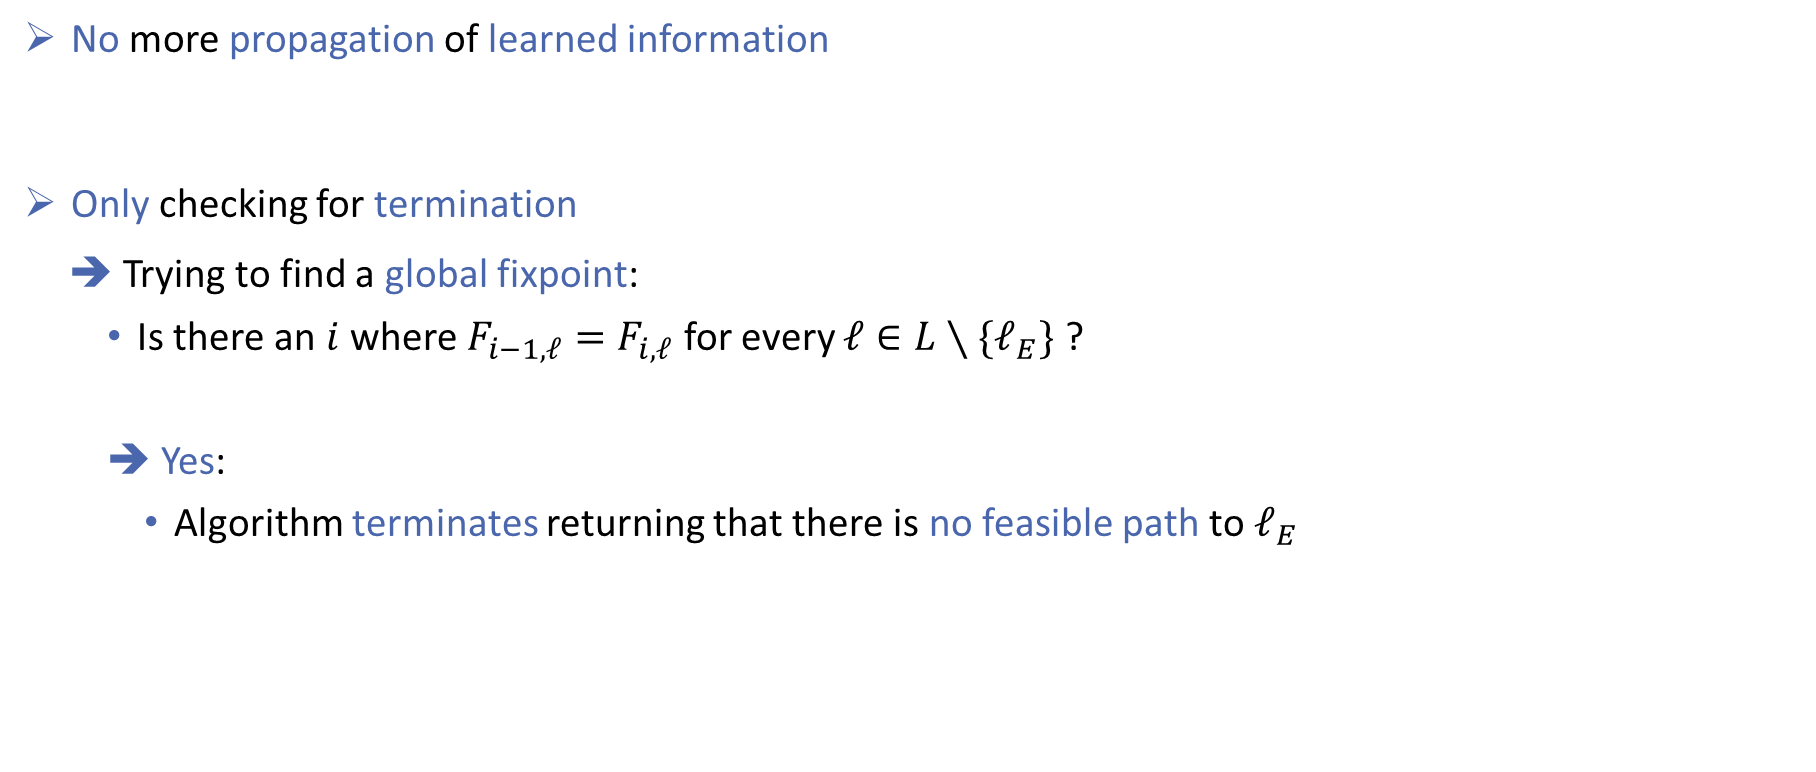 ➢ No more propagation of learned information
➢ Only checking for termination
➔ Trying to find a global fixpoint:
• Is there an 𝑖 where 𝐹_{𝑖−1,ℓ} = 𝐹_{𝑖,ℓ} for every ℓ ∈ 𝐿 \ {ℓ_𝐸} ?
➔ Yes:
• Algorithm terminates returning that there is no feasible path to ℓ_𝐸